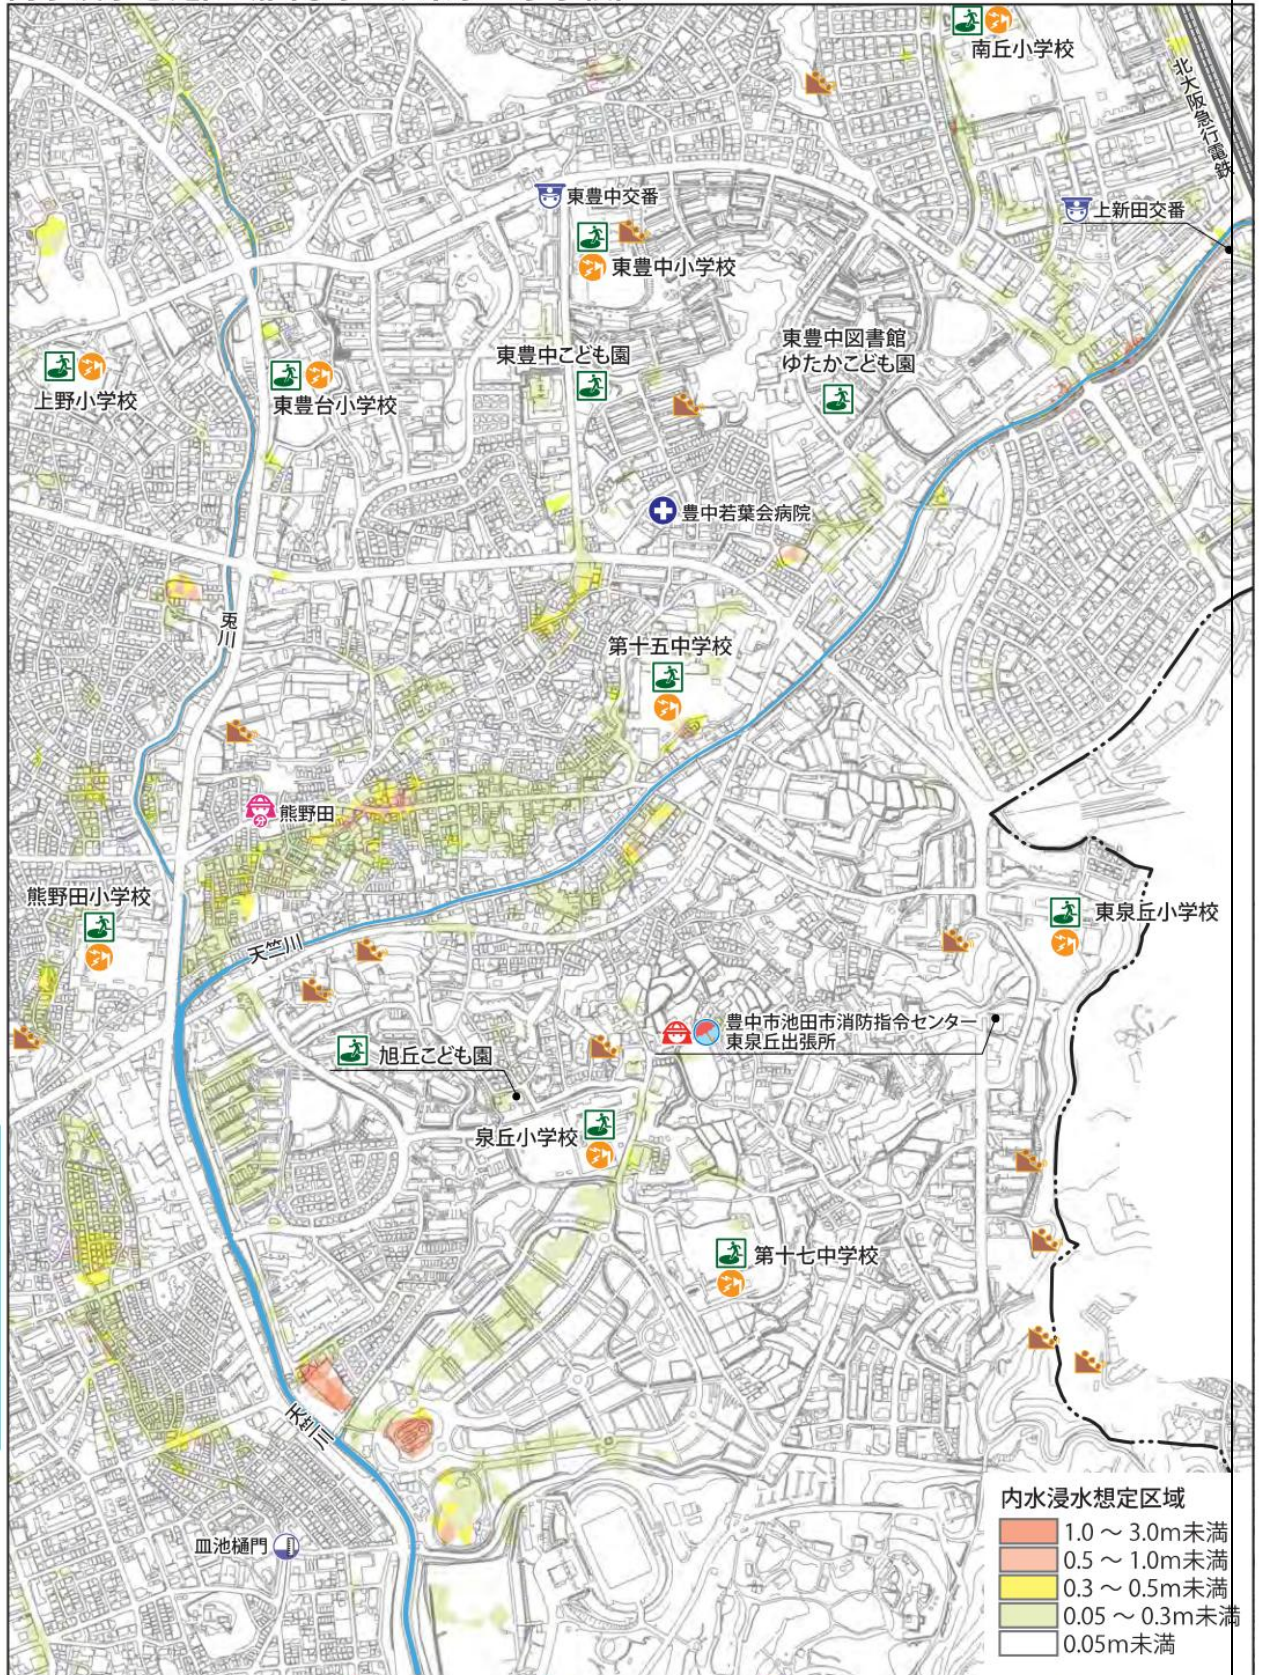 南丘小学校
北大阪急行電鉄
東豊中交番
上新田交番
東豊中小学校
東豊中図書館
ゆたかこども園
東豊中こども園
上野小学校
東豊台小学校
豊中若葉会病院
兎川
第十五中学校
熊野田
分
熊野田小学校
東泉丘小学校
天竺川
豊中市池田市消防指令センター
東泉丘出張所
旭丘こども園
泉丘小学校
第十七中学校
天竺川
皿池樋門
内水浸水想定区域
1.0～3.0m未満
0.5～1.0m未満
0.3～0.5m未満
0.05～0.3m未満
0.05m未満